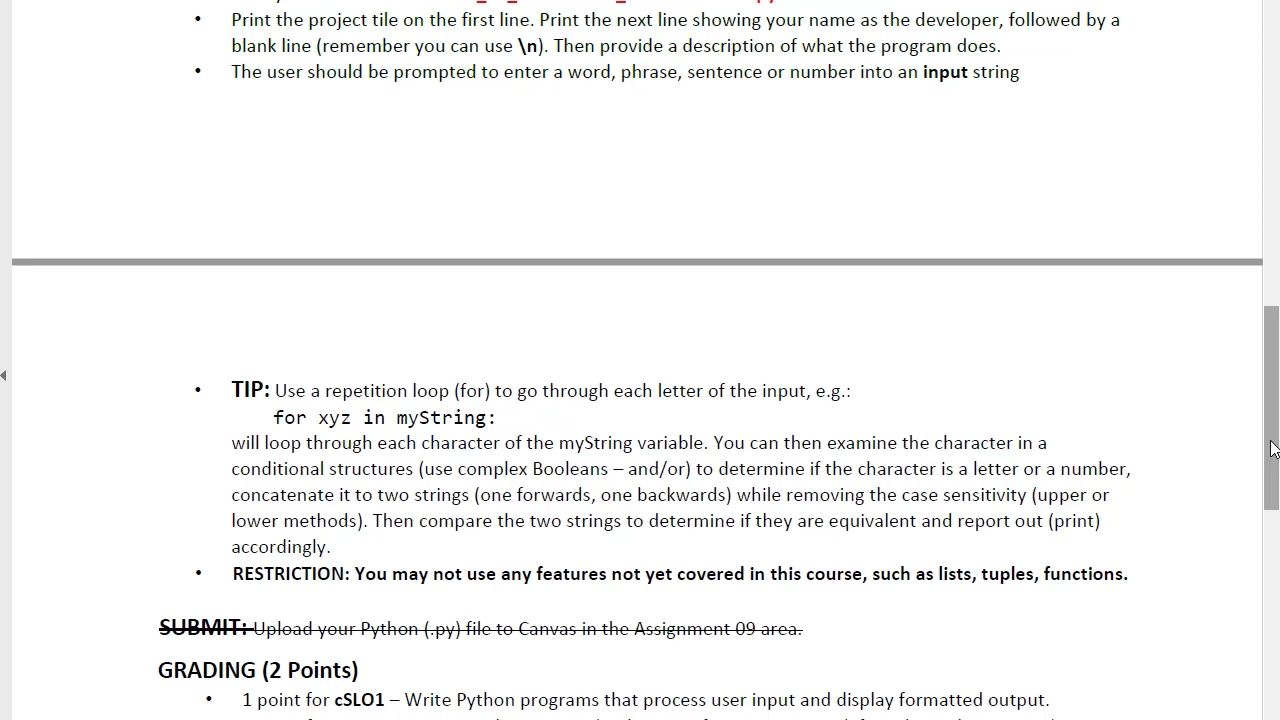 • Print the project tile on the first line. Print the next line showing your name as the developer, followed by a
blank line (remember you can use \n). Then provide a description of what the program does.
• The user should be prompted to enter a word, phrase, sentence or number into an input string
• TIP: Use a repetition loop (for) to go through each letter of the input, e.g.:
for xyz in myString:
will loop through each character of the myString variable. You can then examine the character in a
conditional structures (use complex Booleans – and/or) to determine if the character is a letter or a number,
concatenate it to two strings (one forwards, one backwards) while removing the case sensitivity (upper or
lower methods). Then compare the two strings to determine if they are equivalent and report out (print)
accordingly.
• RESTRICTION: You may not use any features not yet covered in this course, such as lists, tuples, functions.
SUBMIT: Upload your Python (.py) file to Canvas in the Assignment 09 area.
GRADING (2 Points)
• 1 point for cSLO1 – Write Python programs that process user input and display formatted output.